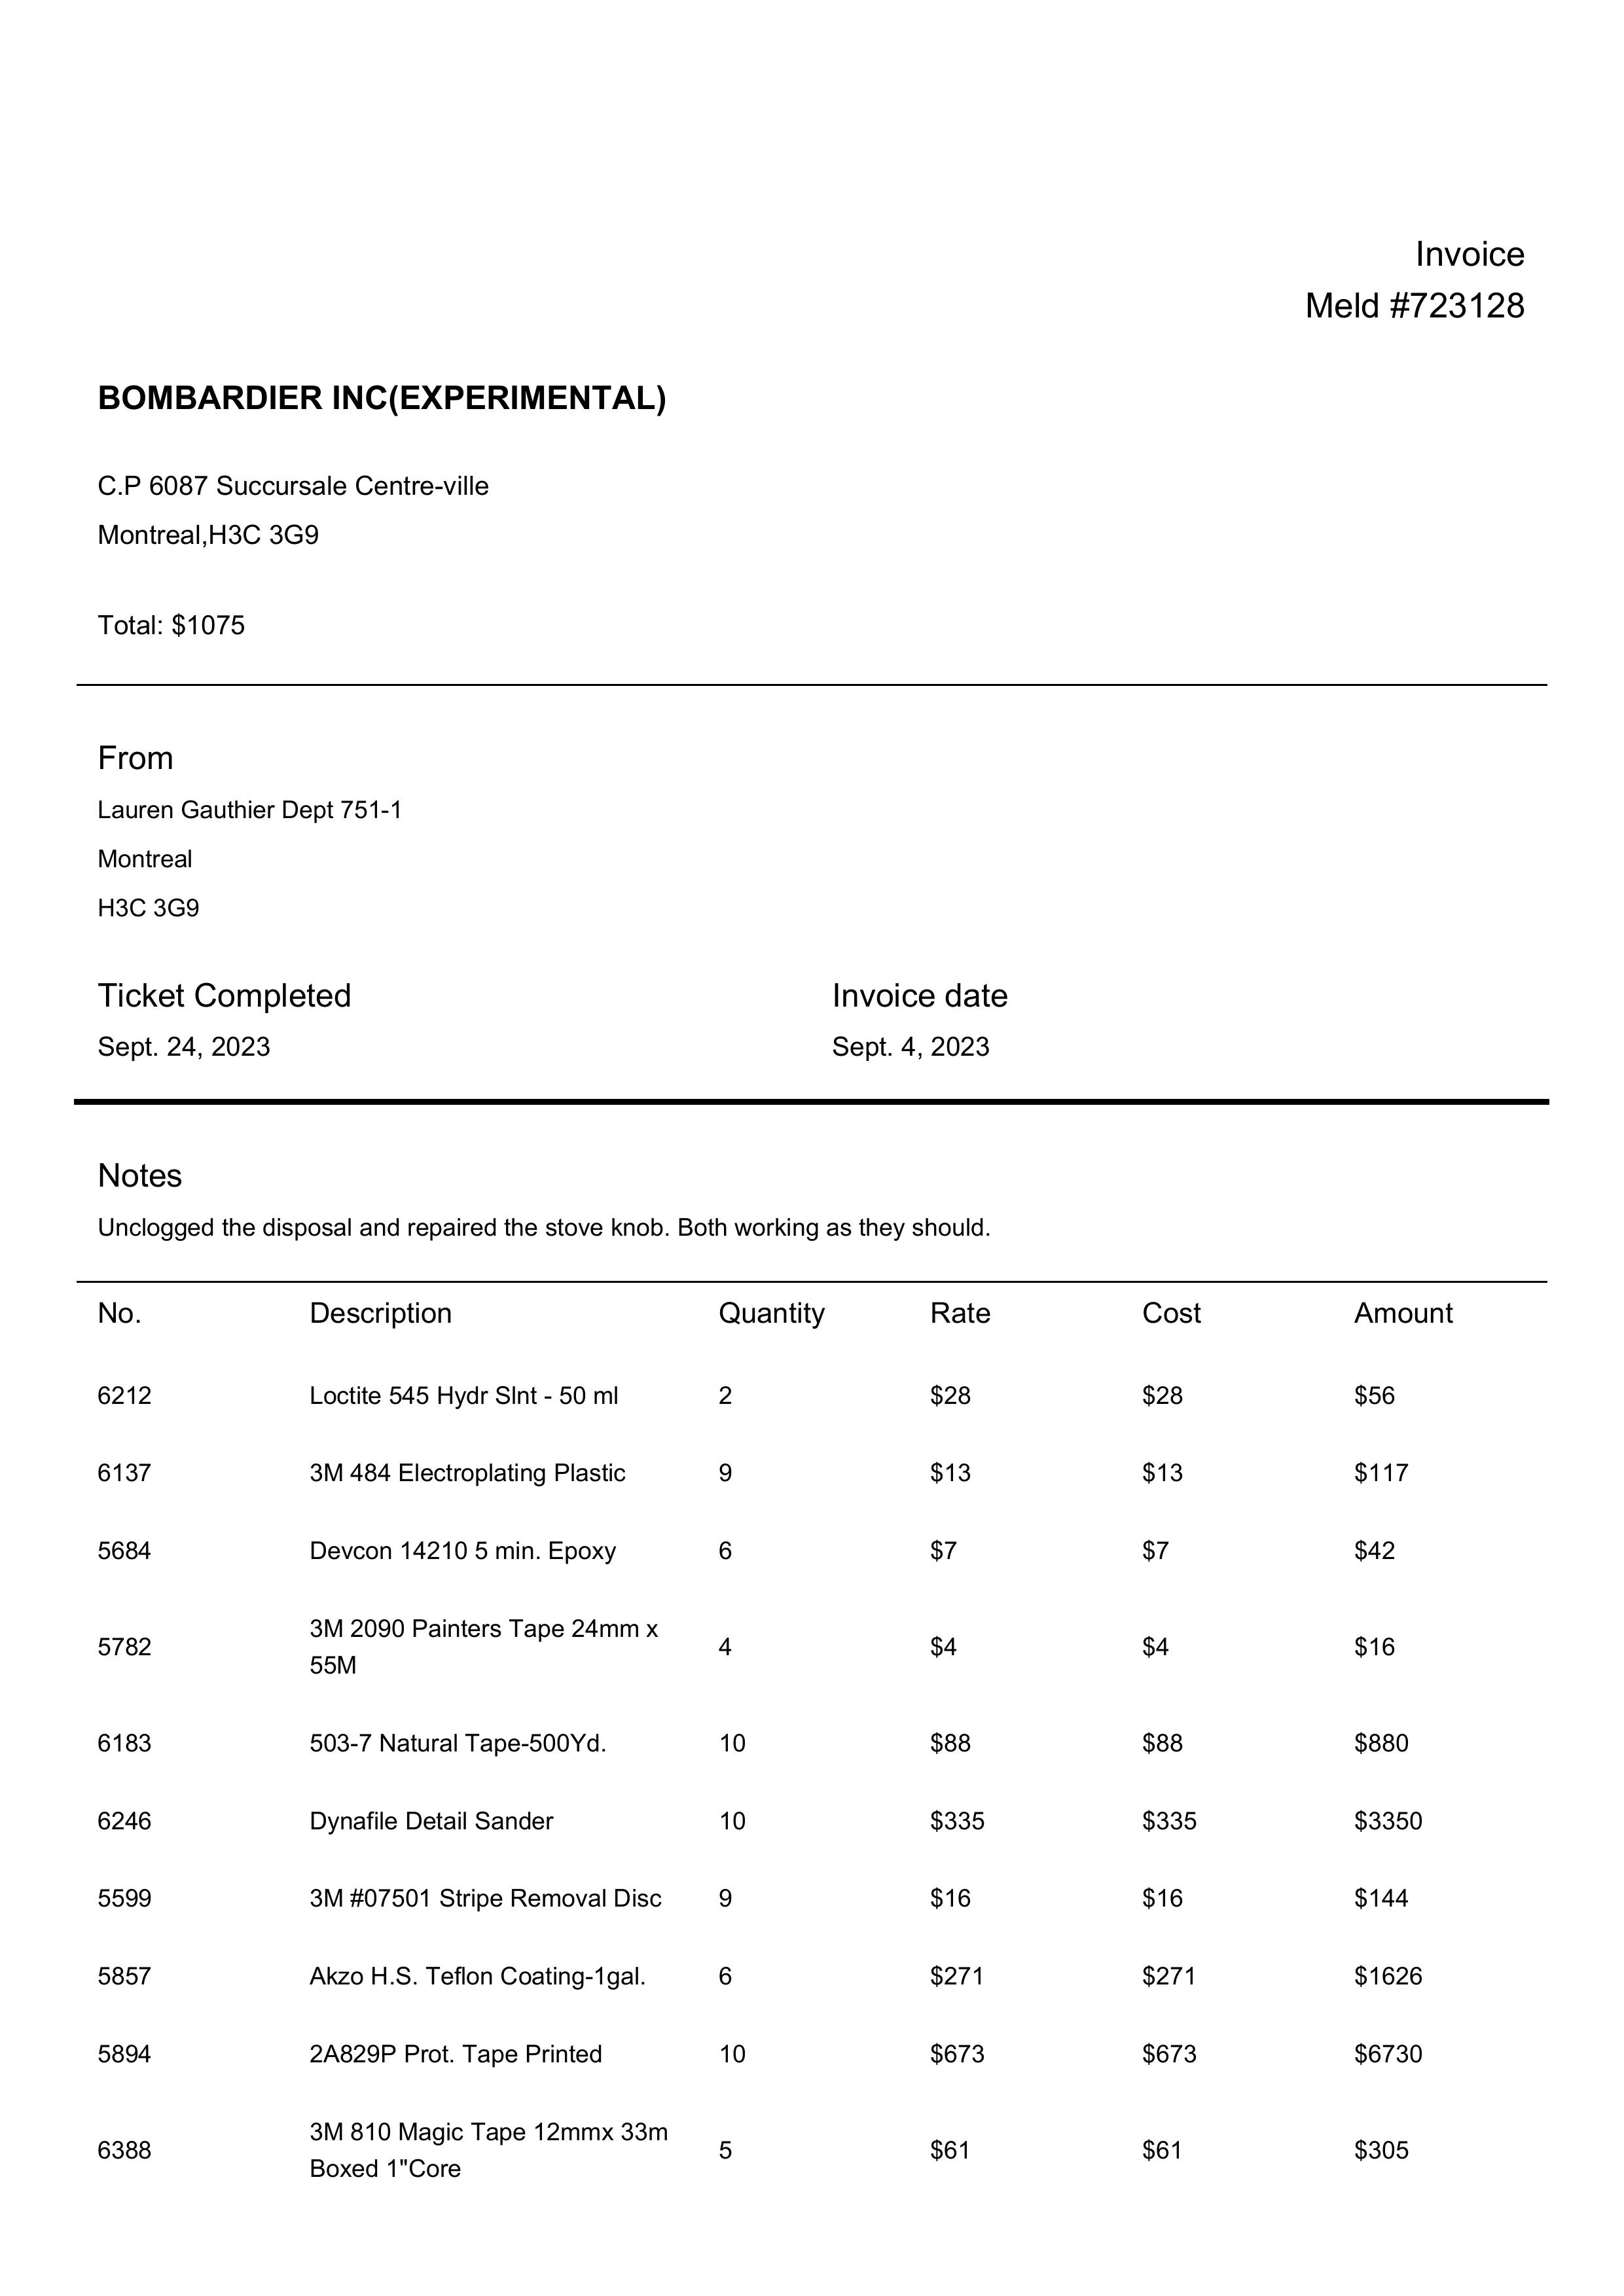 Invoice
Meld #723128
BOMBARDIER INC(EXPERIMENTAL)
C.P 6087 Succursale Centre-ville
Montreal,H3C 3G9
Total: $1075
From
Lauren Gauthier Dept 751-1
Montreal
H3C 3G9
Ticket Completed Invoice date
Sept. 24, 2023 Sept. 4, 2023
Notes
Unclogged the disposal and repaired the stove knob. Both working as they should.
No. Description Quantity Rate Cost Amount
6212 Loctite 545 Hydr Slnt - 50 ml 2 $28 $28 $56
6137 3M 484 Electroplating Plastic 9 $13 $13 $117
5684 Devcon 14210 5 min. Epoxy 6 $7 $7 $42
5782 3M 2090 Painters Tape 24mm x 4 $4 $4 $16
55M
6183 503-7 Natural Tape-500Yd. 10 $88 $88 $880
6246 Dynafile Detail Sander 10 $335 $335 $3350
5599 3M #07501 Stripe Removal Disc 9 $16 $16 $144
5857 Akzo H.S. Teflon Coating-1gal. 6 $271 $271 $1626
5894 2A829P Prot. Tape Printed 10 $673 $673 $6730
6388 3M 810 Magic Tape 12mmx 33m 5 $61 $61 $305
Boxed 1"Core